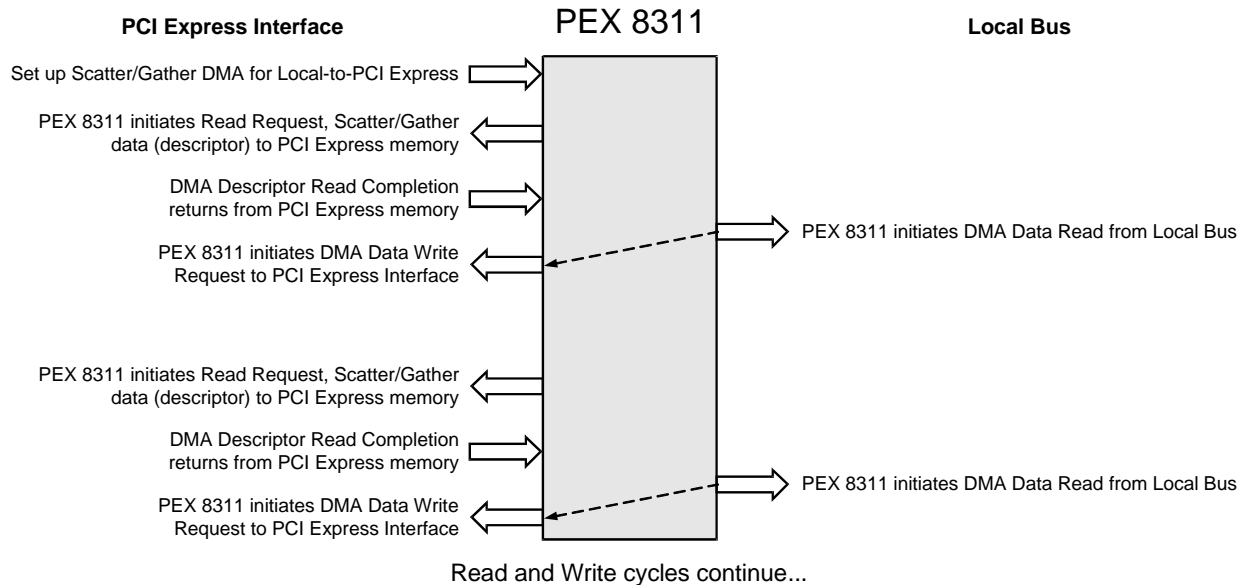 PCI Express Interface
PEX 8311
Local Bus
Set up Scatter/Gather DMA for Local-to-PCI Express
PEX 8311 initiates Read Request, Scatter/Gather
data (descriptor) to PCI Express memory
DMA Descriptor Read Completion
returns from PCI Express memory
PEX 8311 initiates DMA Data Read from Local Bus
PEX 8311 initiates DMA Data Write
Request to PCI Express Interface
PEX 8311 initiates Read Request, Scatter/Gather
data (descriptor) to PCI Express memory
DMA Descriptor Read Completion
returns from PCI Express memory
PEX 8311 initiates DMA Data Read from Local Bus
PEX 8311 initiates DMA Data Write
Request to PCI Express Interface
Read and Write cycles continue...